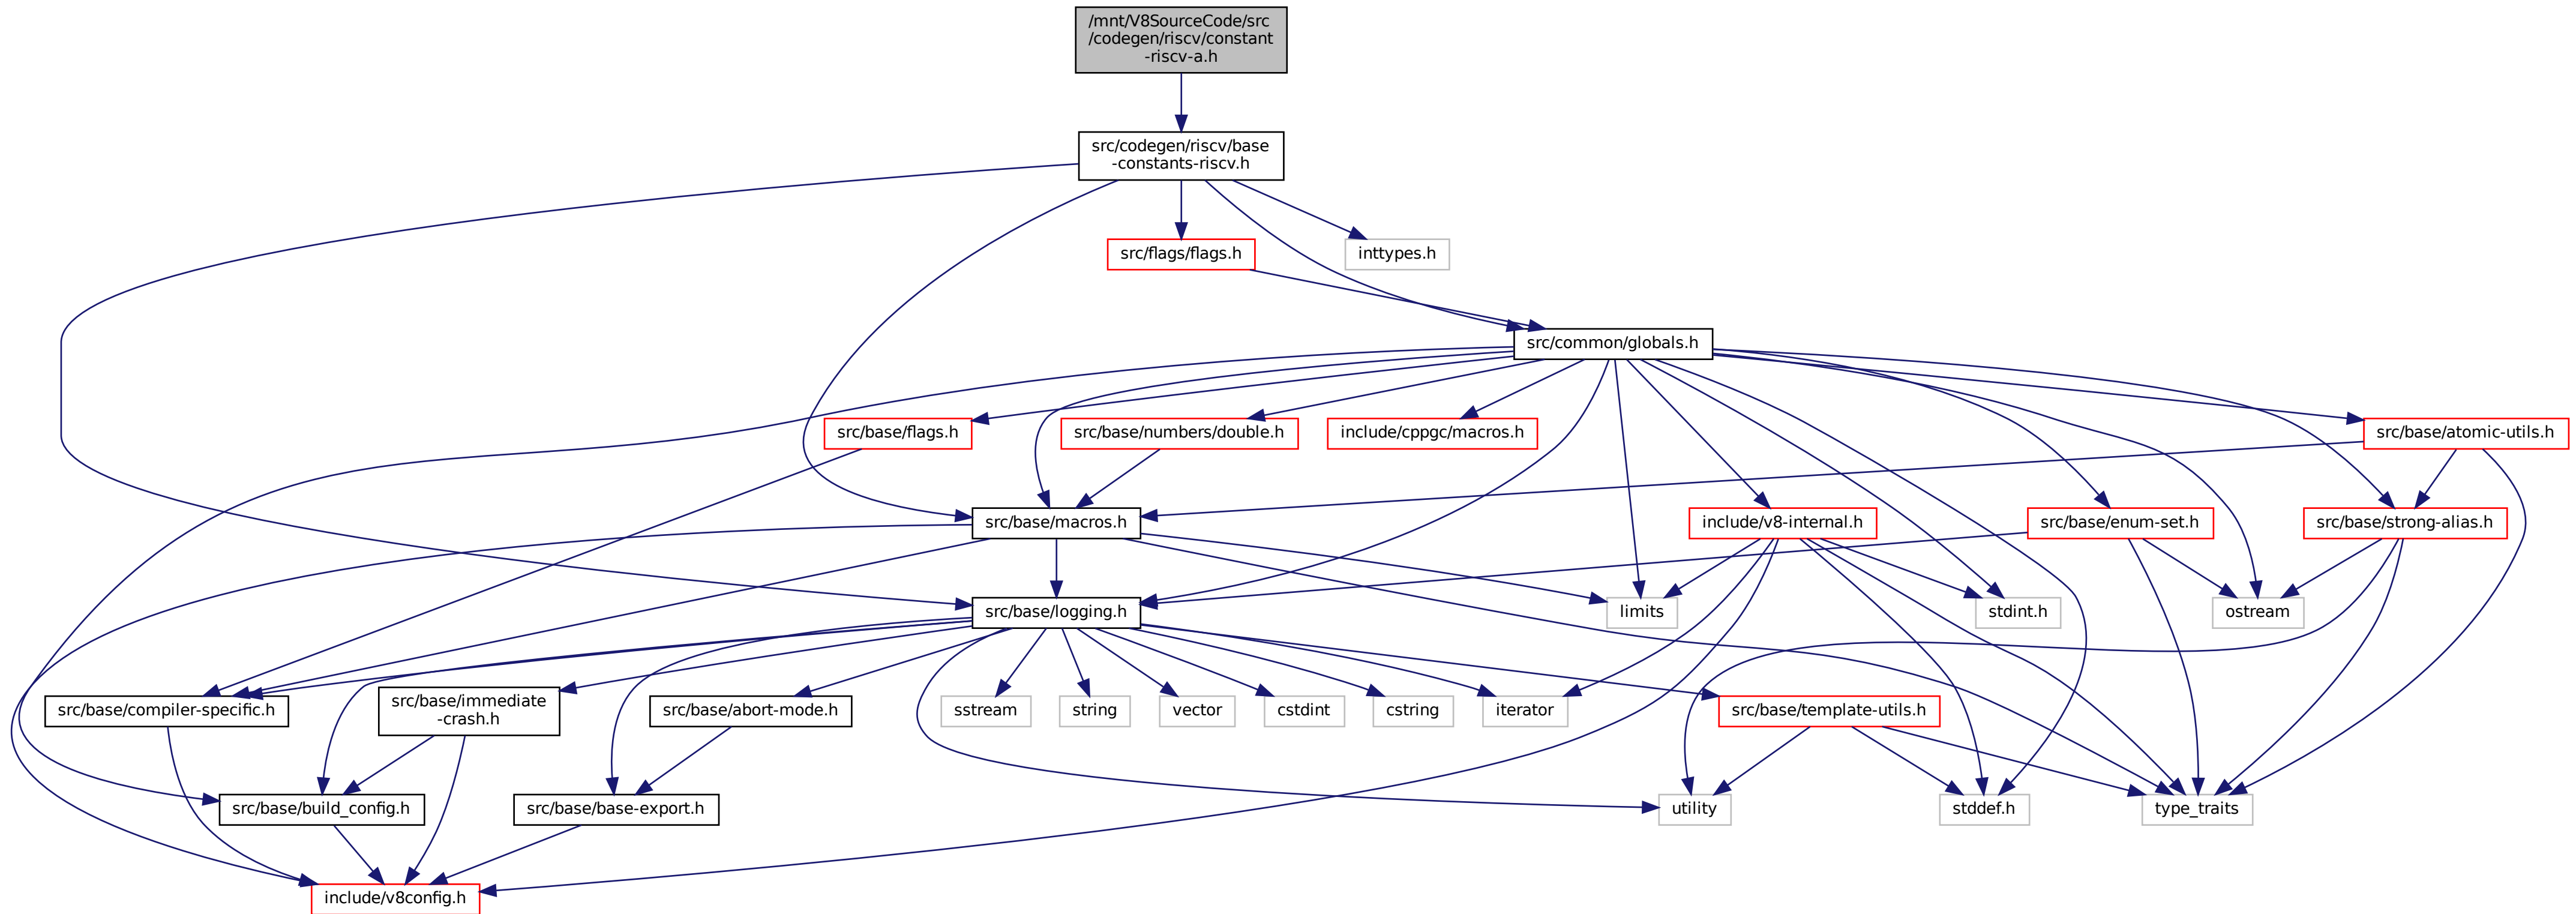 /mnt/V8SourceCode/src
/codegen/riscv/constant
-riscv-a.h
src/codegen/riscv/base
-constants-riscv.h
src/flags/flags.h
inttypes.h
src/common/globals.h
src/base/flags.h
src/base/numbers/double.h
include/cppgc/macros.h
src/base/atomic-utils.h
src/base/macros.h
include/v8-internal.h
src/base/enum-set.h
src/base/strong-alias.h
src/base/logging.h
limits
stdint.h
ostream
src/base/compiler-specific.h
src/base/immediate
-crash.h
src/base/abort-mode.h
sstream
string
vector
cstdint
cstring
iterator
src/base/template-utils.h
src/base/build_config.h
src/base/base-export.h
utility
stddef.h
type_traits
include/v8config.h